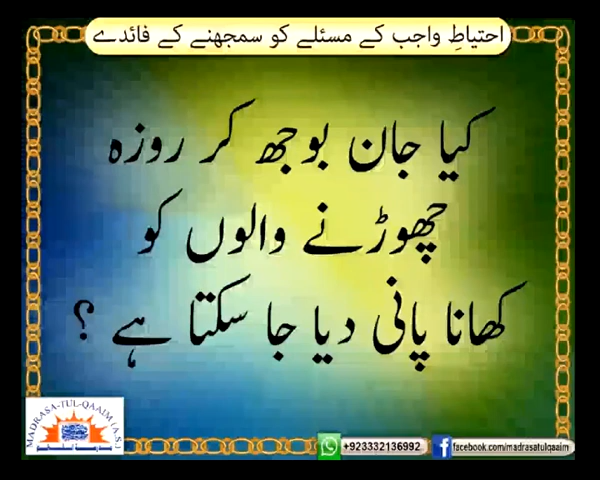 احتیاطِ واجب کے مسئلے کو سمجھنے کے فائدے
کیا جان بوجھ کر روزہ
چھوڑنے والوں کو
کھانا پانی دیا جا سکتا ہے ؟
MADRASA-TUL-QAAIM (A.S.)
+923332136992
facebook.com/madrasatulqaaim